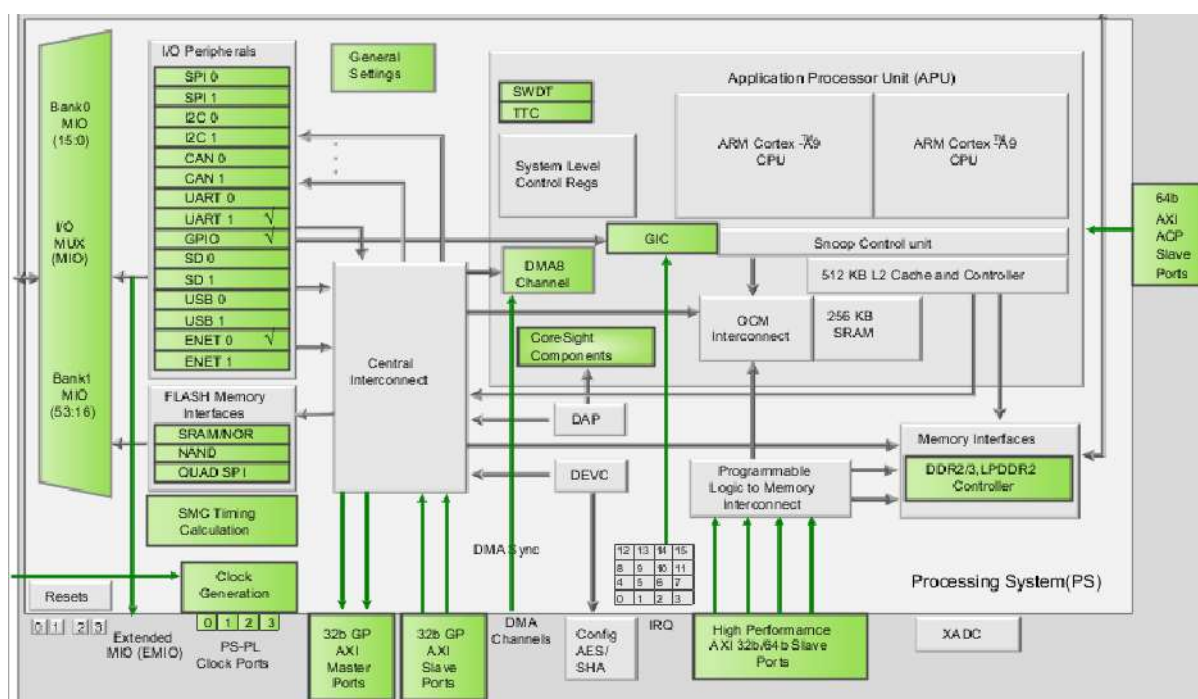 I/O Peripherals
SPI 0
SPI 1
I2C 0
I2C 1
CAN 0
CAN 1
UART 0
UART 1 √
GPIO √
SD 0
SD 1
USB 0
USB 1
ENET 0 √
ENET 1
Bank0
MIO
(15:0)
I/O
MUX
(MIO)
Bank1
MIO
(53:16)
FLASH Memory
Interfaces
SRAM/NOR
NAND
QUAD SPI
SMC Timing
Calculation
General
Settings
Application Processor Unit (APU)
SWDT
TTC
System Level
Control Regs
ARM Cortex TM-A9
CPU
ARM Cortex TM-A9
CPU
GIC
Snoop Control unit
512 KB L2 Cache and Controller
DMA8
Channel
OCM
Interconnect
256 KB
SRAM
CoreSight
Components
Central
Interconnect
DAP
DEVC
Programmable
Logic to Memory
Interconnect
Memory Interfaces
DDR2/3,LPDDR2
Controller
64b
AXI
ACP
Slave
Ports
DMA Sync
12 13 14 15
8 9 10 11
4 5 6 7
0 1 2 3
Processing System(PS)
Resets
0 1 2 3
Clock
Generation
0 1 2 3
Extended
MIO (EMIO)
PS-PL
Clock Ports
32b GP
AXI
Master
Ports
32b GP
AXI
Slave
Ports
DMA
Channels
Config
AES/
SHA
IRQ
High Performamce
AXI 32b/64b Slave
Ports
XADC